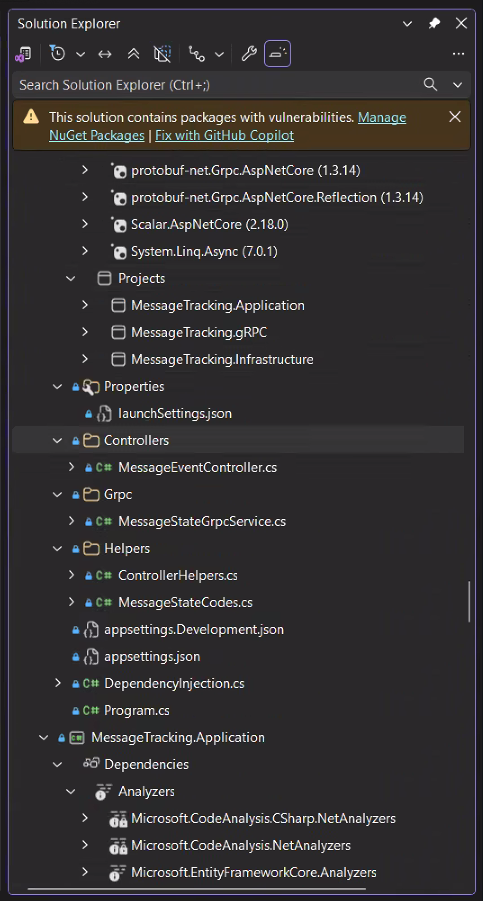 Solution Explorer
Search Solution Explorer (Ctrl+;)
This solution contains packages with vulnerabilities. Manage
NuGet Packages | Fix with GitHub Copilot
protobuf-net.Grpc.AspNetCore (1.3.14)
protobuf-net.Grpc.AspNetCore.Reflection (1.3.14)
Scalar.AspNetCore (2.18.0)
System.Linq.Async (7.0.1)
Projects
MessageTracking.Application
MessageTracking.gRPC
MessageTracking.Infrastructure
Properties
launchSettings.json
Controllers
C# MessageEventController.cs
Grpc
C# MessageStateGrpcService.cs
Helpers
C# ControllerHelpers.cs
C# MessageStateCodes.cs
appsettings.Development.json
appsettings.json
C# DependencyInjection.cs
C# Program.cs
C# MessageTracking.Application
Dependencies
Analyzers
Microsoft.CodeAnalysis.CSharp.NetAnalyzers
Microsoft.CodeAnalysis.NetAnalyzers
Microsoft.EntityFrameworkCore.Analyzers